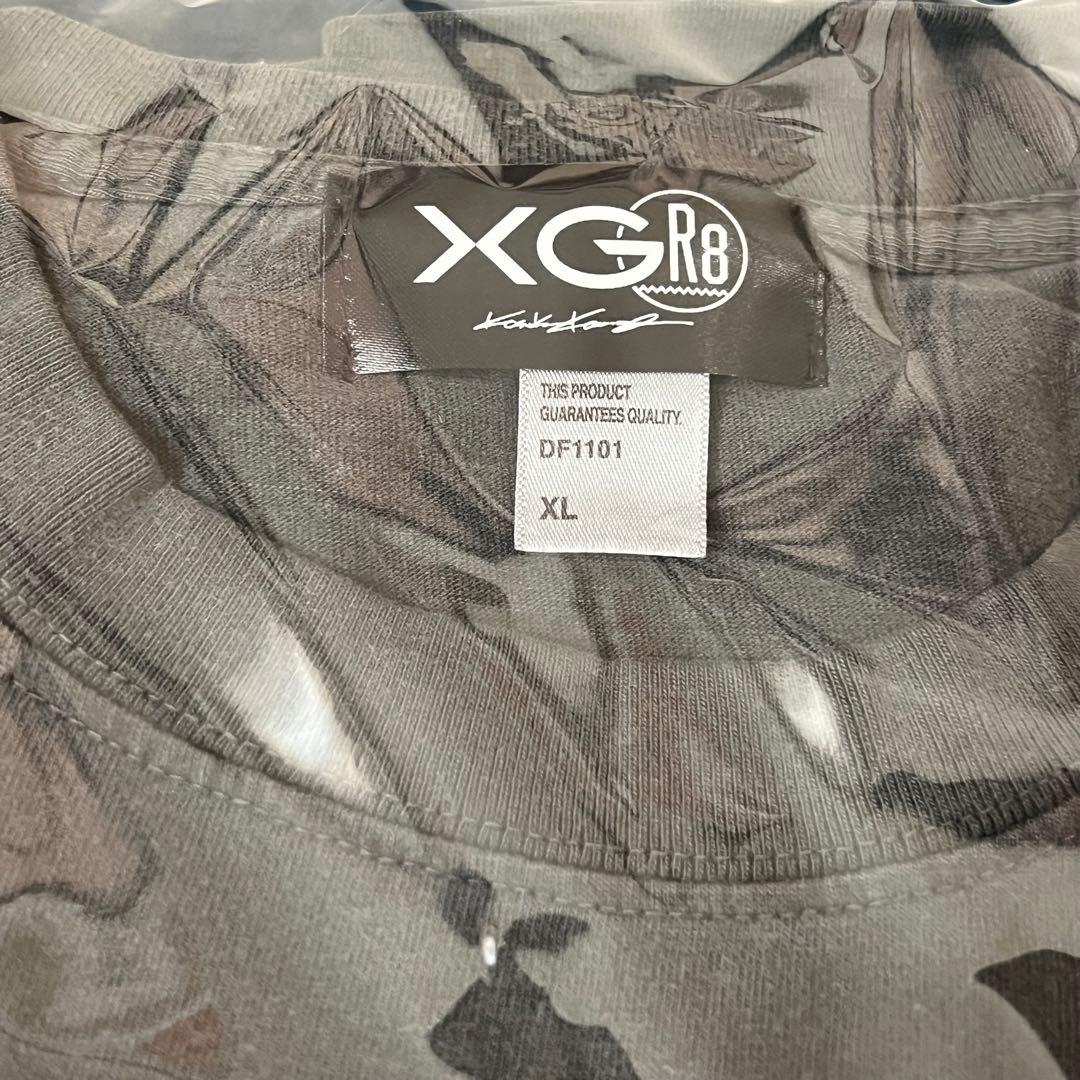 XGR8
THIS PRODUCT
GUARANTEES QUALITY.
DF1101
XL